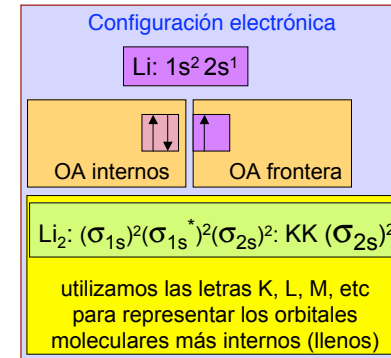 Configuración electrónica
Li: 1s² 2s¹
OA internos
OA frontera
Li₂: (σ₁ₛ)²(σ₁ₛ*)²(σ₂ₛ)²: KK (σ₂ₛ)²
utilizamos las letras K, L, M, etc
para representar los orbitales
moleculares más internos (llenos)